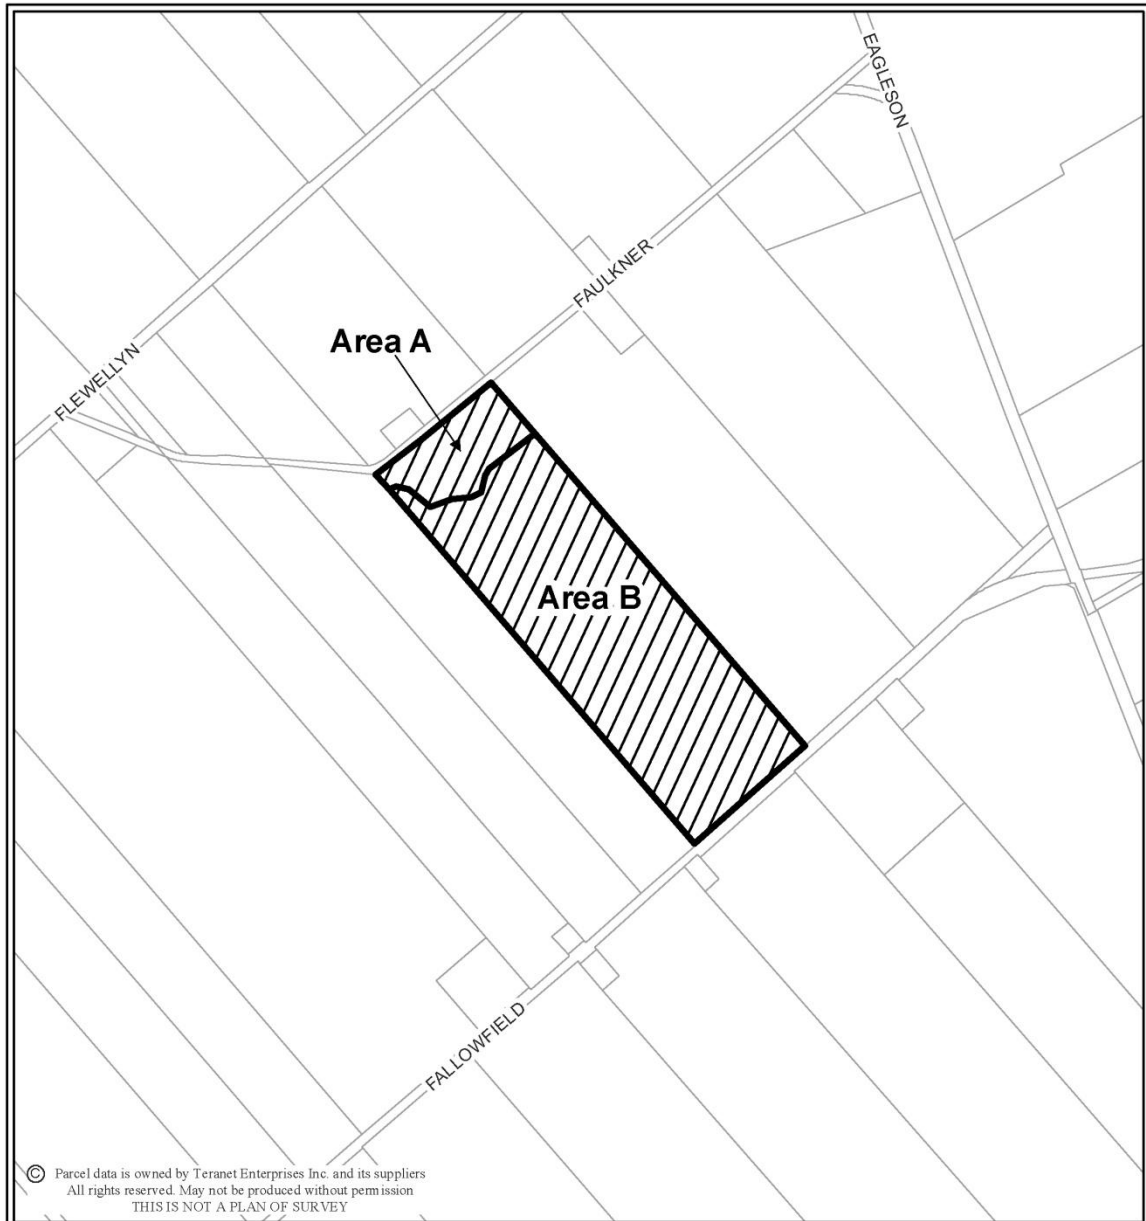 EAGLESON
FAULKNER
Area A
FLEWELLYN
Area B
FALLOWFIELD
© Parcel data is owned by Teranet Enterprises Inc. and its suppliers
All rights reserved. May not be produced without permission
THIS IS NOT A PLAN OF SURVEY